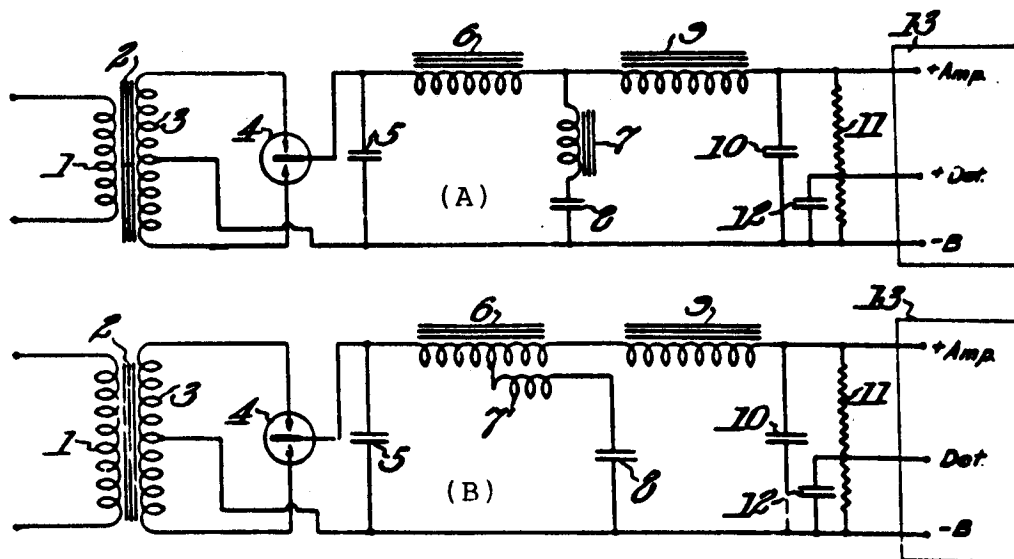 2 6 9 13
+Amp.
3 4 5 7 11
1 10
+Det.
(A) 8 12
-B
2 6 9 13
+Amp.
3 4 7 11
1 5 10
Det.
(B) 8 12
-B